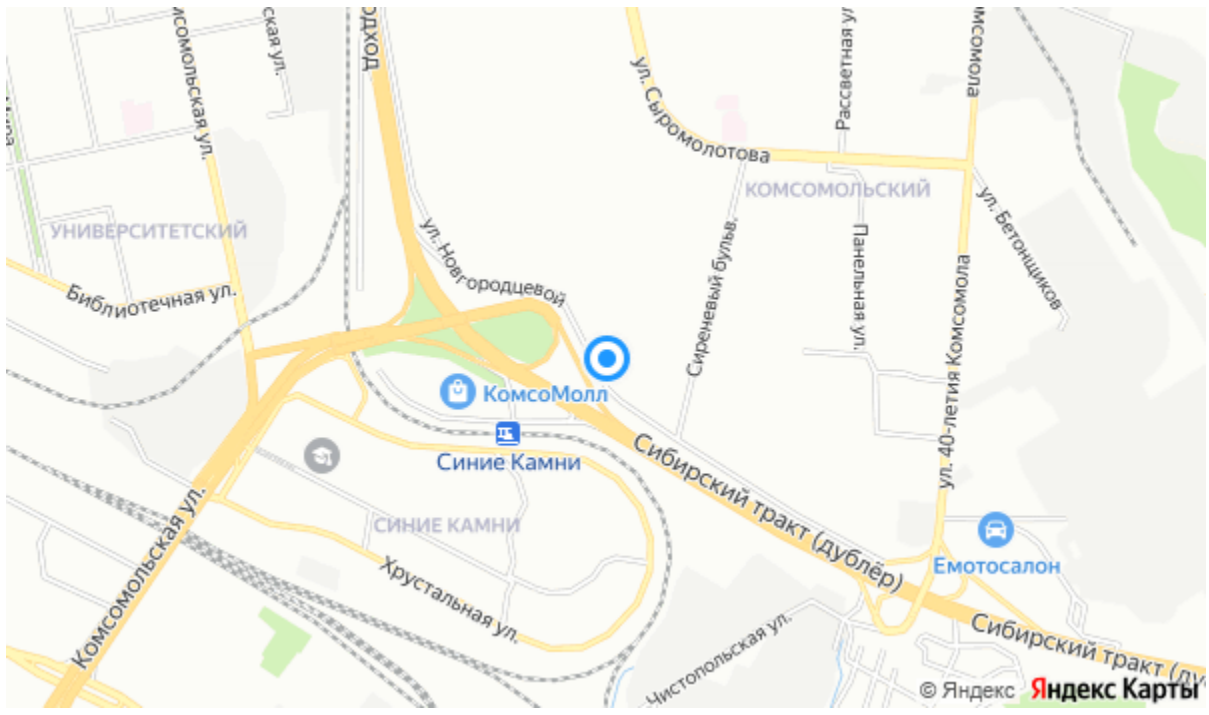 Комсомольская ул.
ская ул.
одход
ул. Сыромолотова
Рассветная ул
сомола
КОМСОМОЛЬСКИЙ
УНИВЕРСИТЕТСКИЙ
ул. Новгородцевой
Сиреневый бульв.
Панельная ул.
ул. Бетонщиков
Библиотечная ул.
ул. 40-летия Комсомола
КомсоМолл
Синие Камни
Сибирский тракт (дублёр)
СИНИЕ КАМНИ
Комсомольская ул.
Хрустальная ул.
Емотосалон
Чистопольская ул.
Сибирский тракт (ду
© Яндекс Яндекс Карты